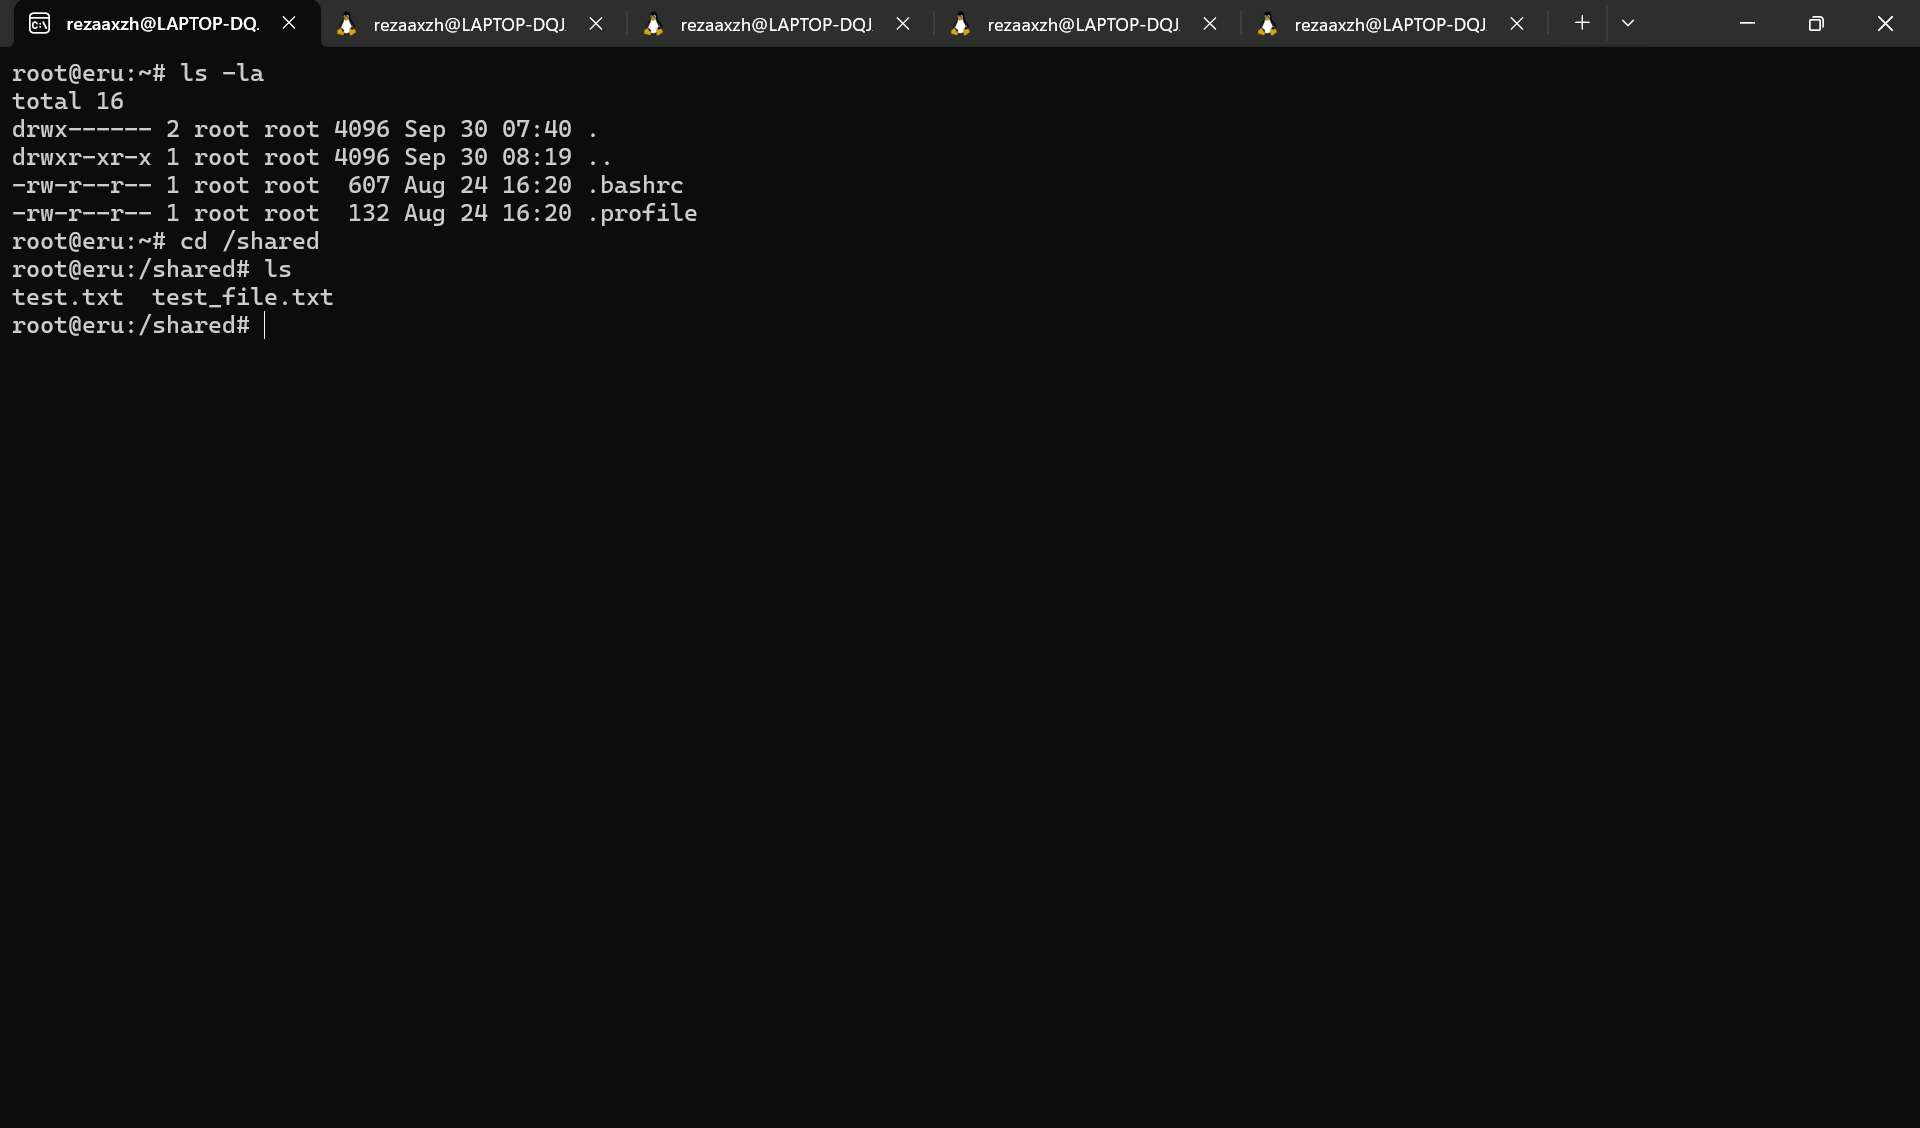 rezaaxzh@LAPTOP-DQ. rezaaxzh@LAPTOP-DQJ rezaaxzh@LAPTOP-DQJ rezaaxzh@LAPTOP-DQJ rezaaxzh@LAPTOP-DQJ
root@eru:~# ls -la
total 16
drwx------ 2 root root 4096 Sep 30 07:40 .
drwxr-xr-x 1 root root 4096 Sep 30 08:19 ..
-rw-r--r-- 1 root root  607 Aug 24 16:20 .bashrc
-rw-r--r-- 1 root root  132 Aug 24 16:20 .profile
root@eru:~# cd /shared
root@eru:/shared# ls
test.txt  test_file.txt
root@eru:/shared#